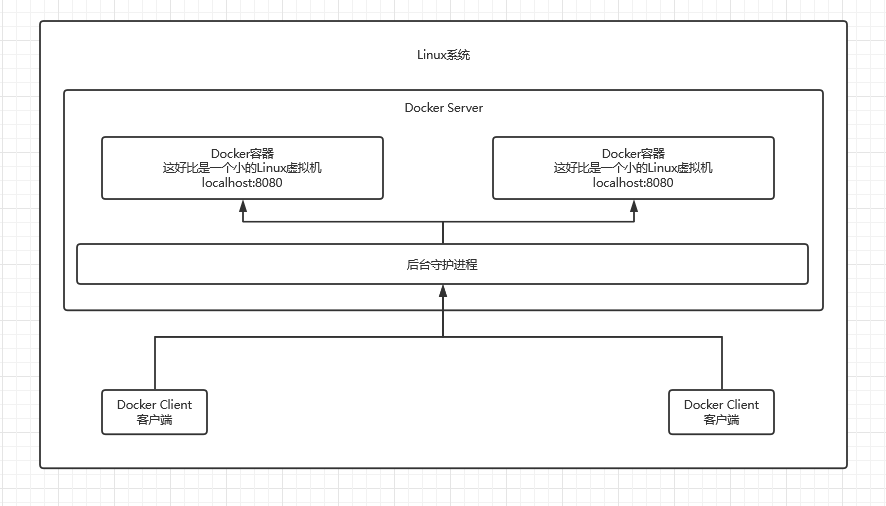 Linux系统
Docker Server
Docker容器
这好比是一个小的Linux虚拟机
localhost:8080
Docker容器
这好比是一个小的Linux虚拟机
localhost:8080
后台守护进程
Docker Client
客户端
Docker Client
客户端